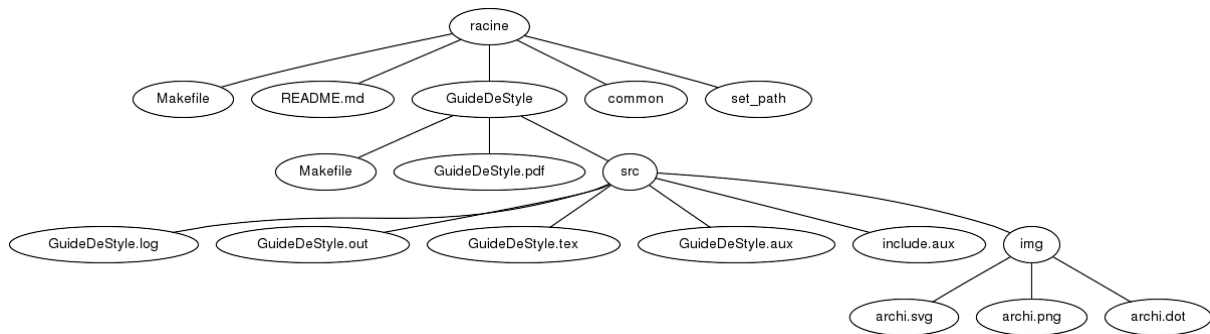 racine
Makefile
README.md
GuideDeStyle
common
set_path
Makefile
GuideDeStyle.pdf
src
GuideDeStyle.log
GuideDeStyle.out
GuideDeStyle.tex
GuideDeStyle.aux
include.aux
img
archi.svg
archi.png
archi.dot